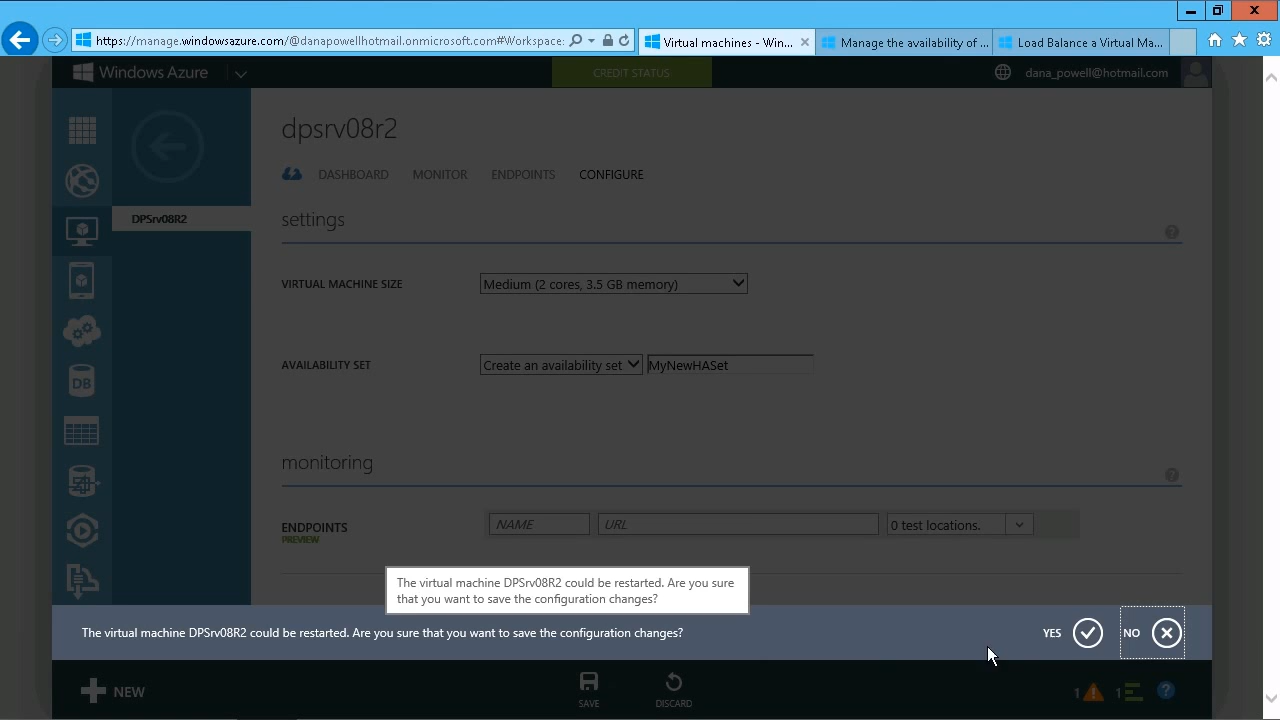 https://manage.windowsazure.com/@danapowellhotmail.onmicrosoft.com#Workspace:
Virtual machines - Win...
Manage the availability of ...
Load Balance a Virtual Ma...
Windows Azure
CREDIT STATUS
dana_powell@hotmail.com
dpsrv08r2
DASHBOARD
MONITOR
ENDPOINTS
CONFIGURE
DPSrv08R2
settings
?
VIRTUAL MACHINE SIZE
Medium (2 cores, 3.5 GB memory)
AVAILABILITY SET
Create an availability set
MyNewHASet
DB
monitoring
?
ENDPOINTS
PREVIEW
NAME
URL
0 test locations.
The virtual machine DPSrv08R2 could be restarted. Are you sure
that you want to save the configuration changes?
The virtual machine DPSrv08R2 could be restarted. Are you sure that you want to save the configuration changes?
YES
NO
NEW
SAVE
DISCARD
1
1
?